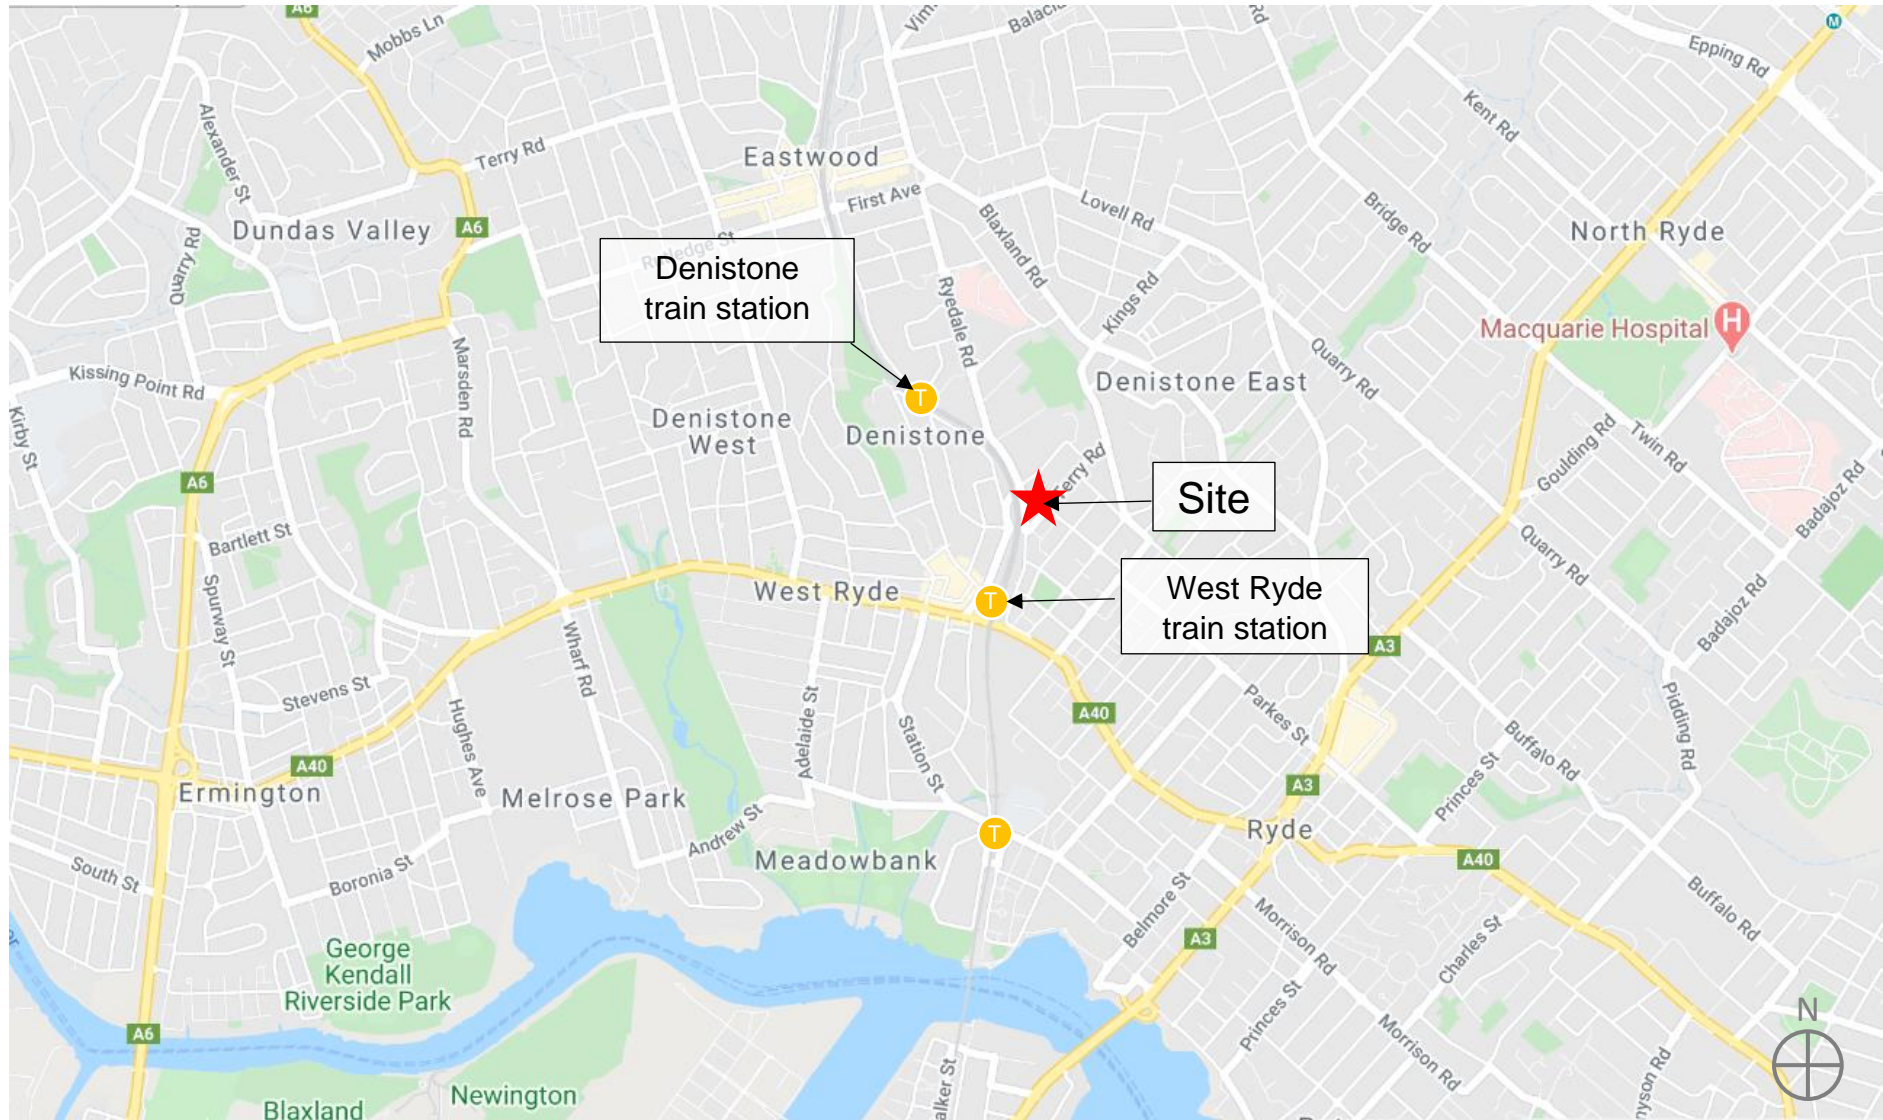 A6
Mobbs Ln
Balacla
Epping Rd
M
Kent Rd
Alexander St
Terry Rd
Eastwood
First Ave
Lovell Rd
Blaxland Rd
Bridge Rd
North Ryde
Dundas Valley
A6
Rutledge St
Quarry Rd
Denistone
train station
Ryedale Rd
Kings Rd
Macquarie Hospital
H
Quarry Rd
Marsden Rd
Kissing Point Rd
Kirby St
T
Denistone East
Denistone
West
Denistone
Twin Rd
Goulding Rd
Badajoz Rd
Terry Rd
Site
A6
Bartlett St
Spurway St
Quarry Rd
West Ryde
T
West Ryde
train station
Badajoz Rd
Wharf Rd
A3
Stevens St
Hughes Ave
Adelaide St
Station St
A40
Parkes St
Pidding Rd
Buffalo Rd
Princes St
A40
A3
Ermington
Melrose Park
Andrew St
T
Ryde
Meadowbank
A40
South St
Boronia St
Belmore St
Buffalo Rd
Morrison Rd
Charles St
A3
George
Kendall
Riverside Park
Princes St
Morrison Rd
N
A6
Newington
Blaxland